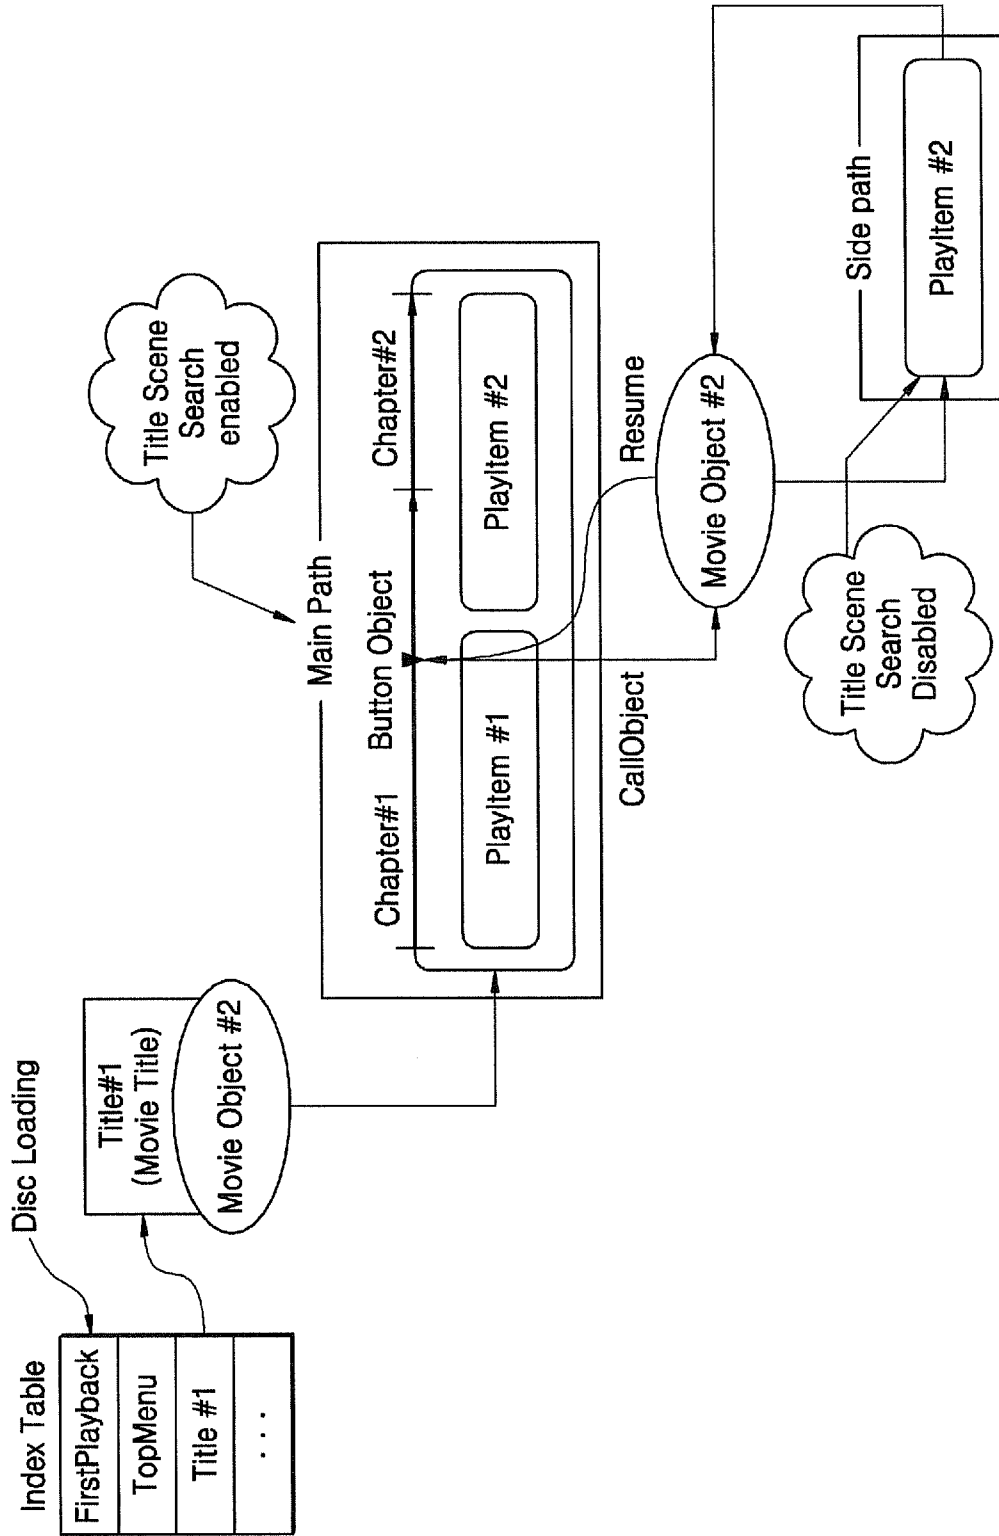 Index Table
FirstPlayback
TopMenu
Title #1
. . .
Disc Loading
Title#1
(Movie Title)
Movie Object #2
Title Scene
Search
enabled
Main Path
Chapter#1
Button Object
Chapter#2
PlayItem #1
PlayItem #2
CallObject
Resume
Movie Object #2
Title Scene
Search
Disabled
Side path
PlayItem #2